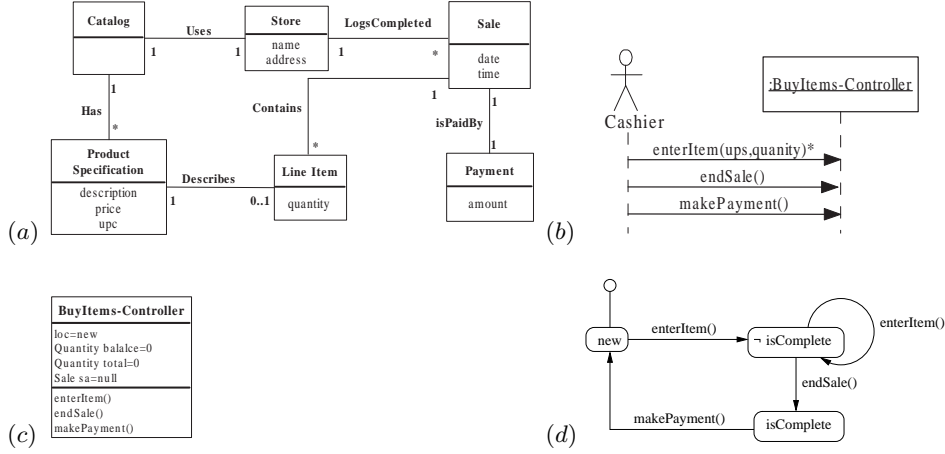 Catalog
Uses
1
1
Store
name
address
LogsCompleted
1
*
Sale
date
time
1
Has
*
Contains
*
1
1
isPaidBy
1
Product
Specification
description
price
upc
Describes
1
0..1
Line Item
quantity
Payment
amount
(a)
:BuyItems-Controller
Cashier
enterItem(ups,quanity)*
endSale()
makePayment()
(b)
BuyItems-Controller
loc=new
Quantity balalce=0
Quantity total=0
Sale sa=null
enterItem()
endSale()
makePayment()
(c)
new
enterItem()
¬ isComplete
enterItem()
endSale()
makePayment()
isComplete
(d)